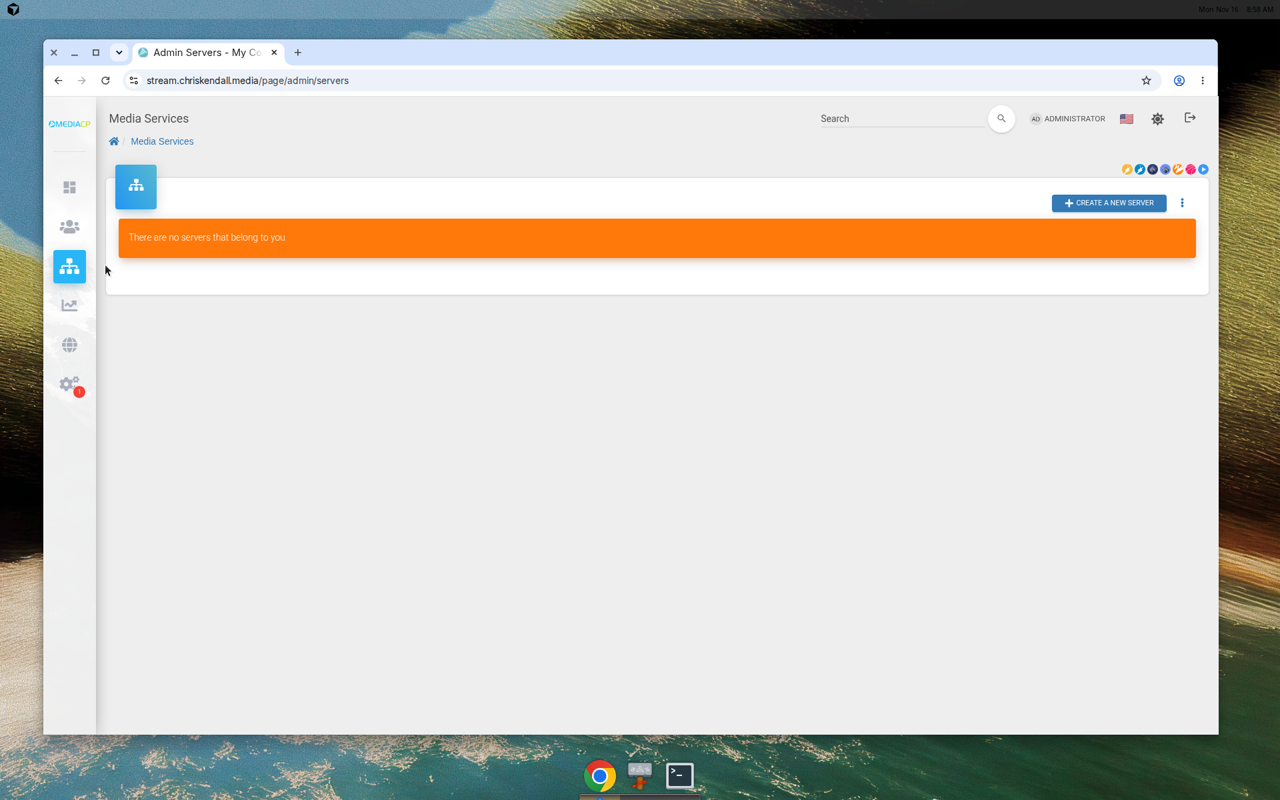 Mon Nov 16 8:58 AM
Admin Servers - My Co
stream.chriskendall.media/page/admin/servers
MEDIACP
Media Services
Search
AD ADMINISTRATOR
/ Media Services
CREATE A NEW SERVER
There are no servers that belong to you
1